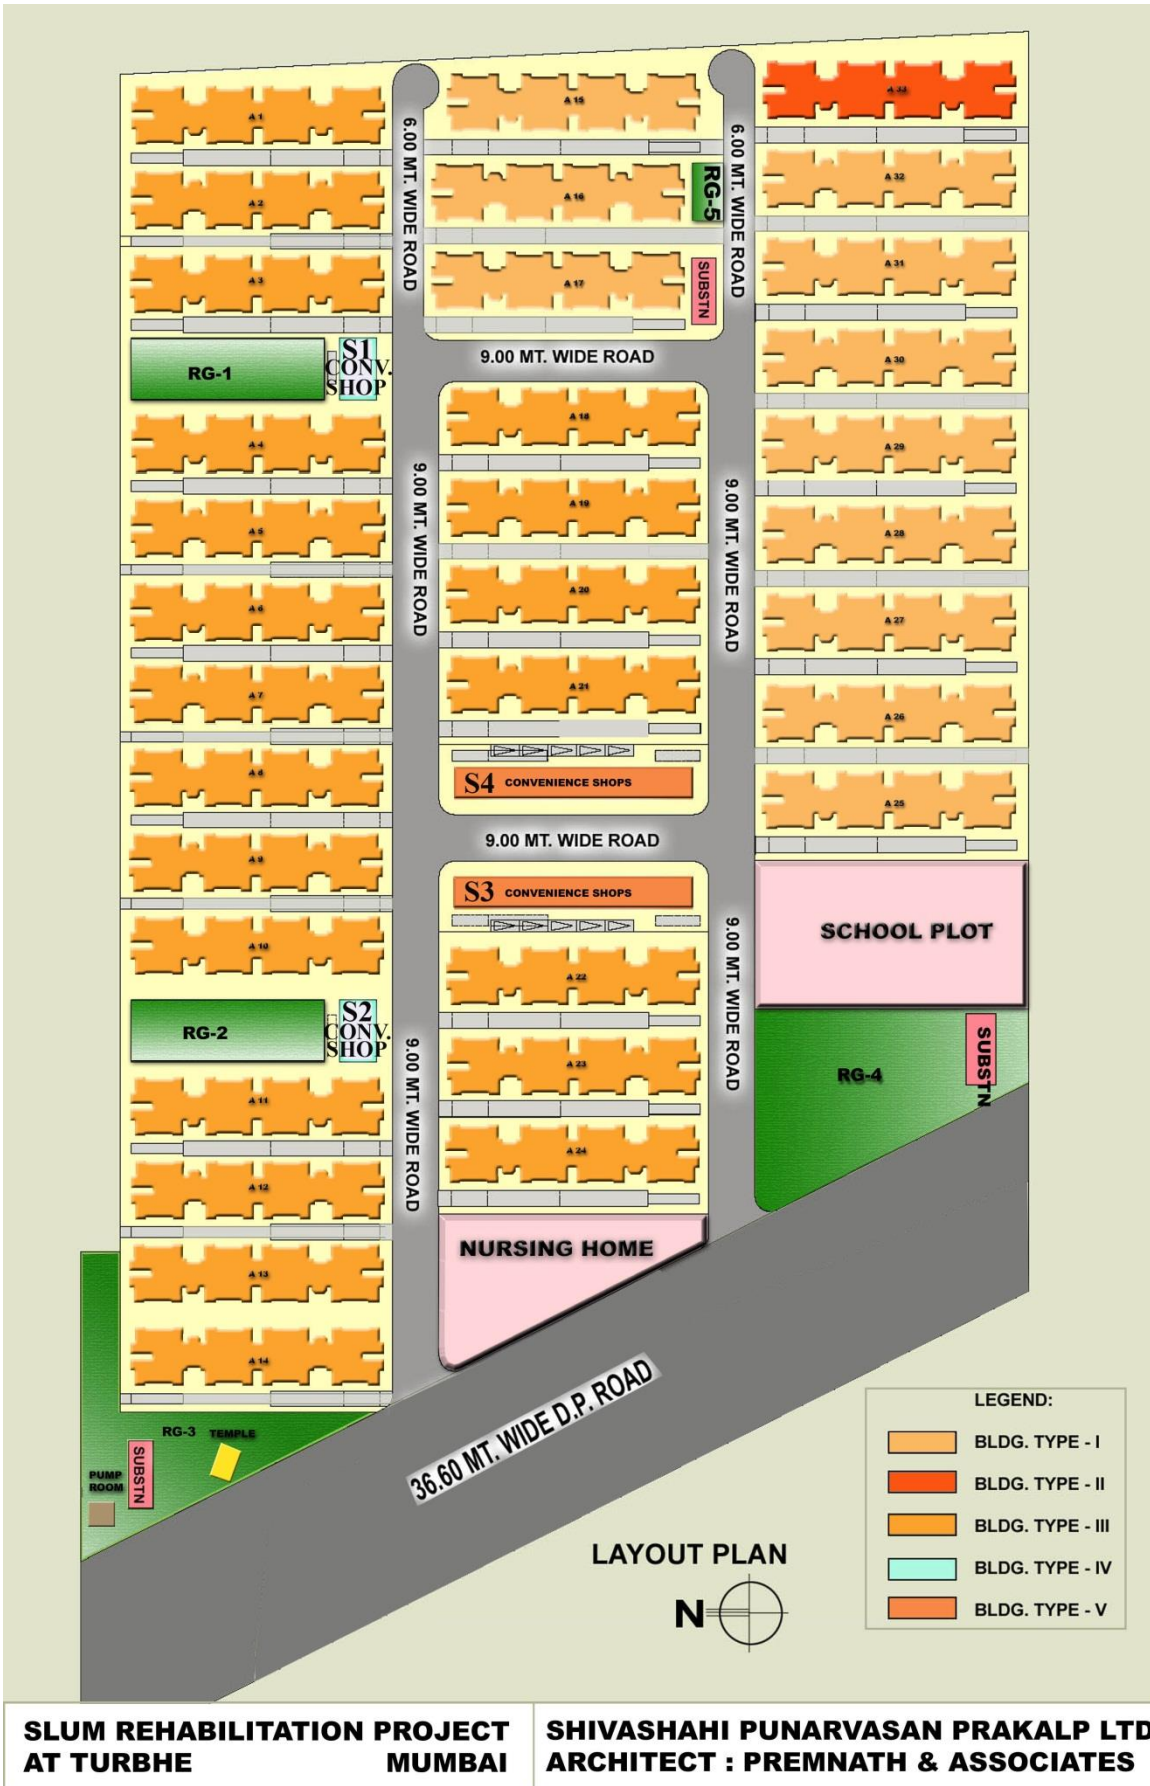 A 1
A 2
A 3
RG-1
S1
CONV.
SHOP
A 4
A 5
A 6
A 7
A 8
A 9
A 10
RG-2
S2
CONV.
SHOP
A 11
A 12
A 13
A 14
RG-3
TEMPLE
SUBSTN
PUMP
ROOM
6.00 MT. WIDE ROAD
9.00 MT. WIDE ROAD
9.00 MT. WIDE ROAD
A 15
A 16
RG-5
A 17
SUBSTN
9.00 MT. WIDE ROAD
A 18
A 19
A 20
A 21
S4 CONVENIENCE SHOPS
9.00 MT. WIDE ROAD
S3 CONVENIENCE SHOPS
A 22
A 23
A 24
NURSING HOME
6.00 MT. WIDE ROAD
9.00 MT. WIDE ROAD
9.00 MT. WIDE ROAD
A 33
A 32
A 31
A 30
A 29
A 28
A 27
A 26
A 25
SCHOOL PLOT
RG-4
SUBSTN
36.60 MT. WIDE D.P. ROAD
LEGEND:
BLDG. TYPE - I
BLDG. TYPE - II
BLDG. TYPE - III
BLDG. TYPE - IV
BLDG. TYPE - V
LAYOUT PLAN
N
SLUM REHABILITATION PROJECT
AT TURBHE MUMBAI
SHIVASHAHI PUNARVASAN PRAKALP LTD
ARCHITECT : PREMNATH & ASSOCIATES